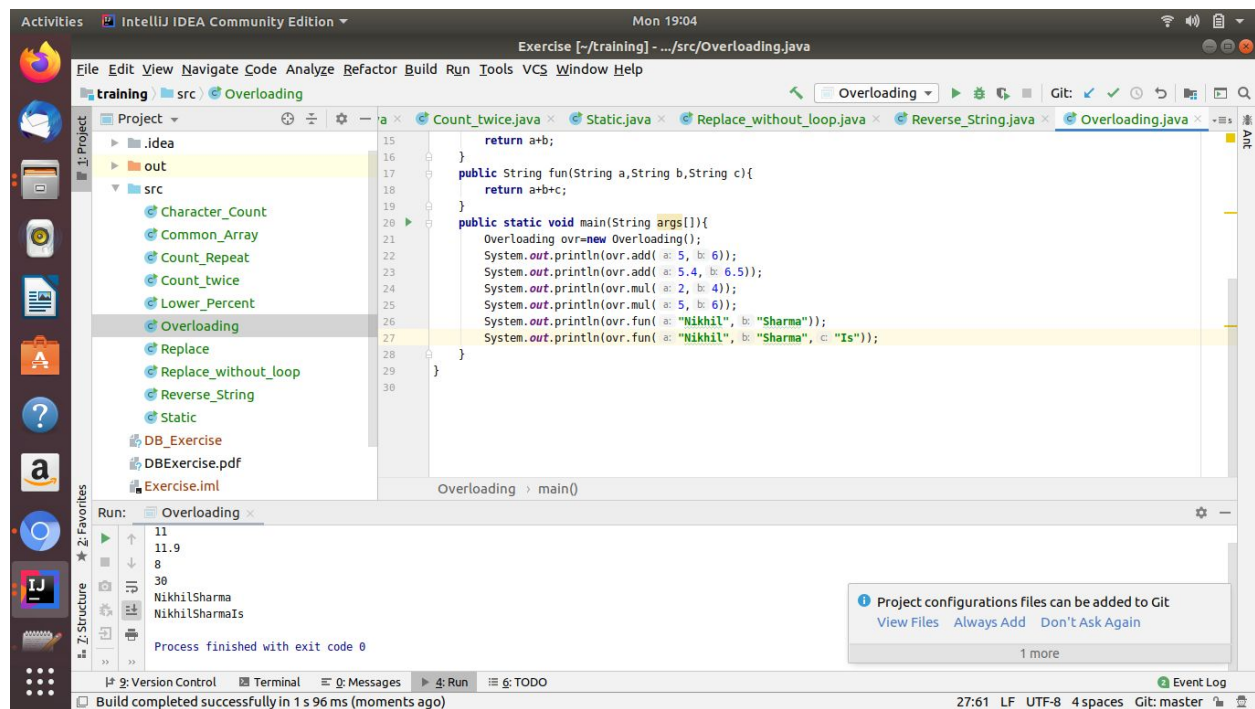 Activities IntelliJ IDEA Community Edition Mon 19:04
Exercise [~/training] - .../src/Overloading.java
File Edit View Navigate Code Analyze Refactor Build Run Tools VCS Window Help
training src Overloading Overloading Git:
1: Project
Project
a Count_twice.java Static.java Replace_without_loop.java Reverse_String.java Overloading.java
Ant
.idea
out
src
Character_Count
Common_Array
Count_Repeat
Count_twice
Lower_Percent
Overloading
Replace
Replace_without_loop
Reverse_String
Static
DB_Exercise
DBExercise.pdf
Exercise.iml
15 return a+b;
16 }
17 public String fun(String a,String b,String c){
18 return a+b+c;
19 }
20 public static void main(String args[]){
21 Overloading ovr=new Overloading();
22 System.out.println(ovr.add( a: 5, b: 6));
23 System.out.println(ovr.add( a: 5.4, b: 6.5));
24 System.out.println(ovr.mul( a: 2, b: 4));
25 System.out.println(ovr.mul( a: 5, b: 6));
26 System.out.println(ovr.fun( a: "Nikhil", b: "Sharma"));
27 System.out.println(ovr.fun( a: "Nikhil", b: "Sharma", c: "Is"));
28 }
29 }
30
Overloading › main()
2: Favorites
Z: Structure
Run: Overloading
11
11.9
8
30
NikhilSharma
NikhilSharmaIs
Process finished with exit code 0
Project configurations files can be added to Git
View Files Always Add Don't Ask Again
1 more
9: Version Control Terminal 0: Messages 4: Run 6: TODO 2 Event Log
Build completed successfully in 1 s 96 ms (moments ago) 27:61 LF UTF-8 4 spaces Git: master